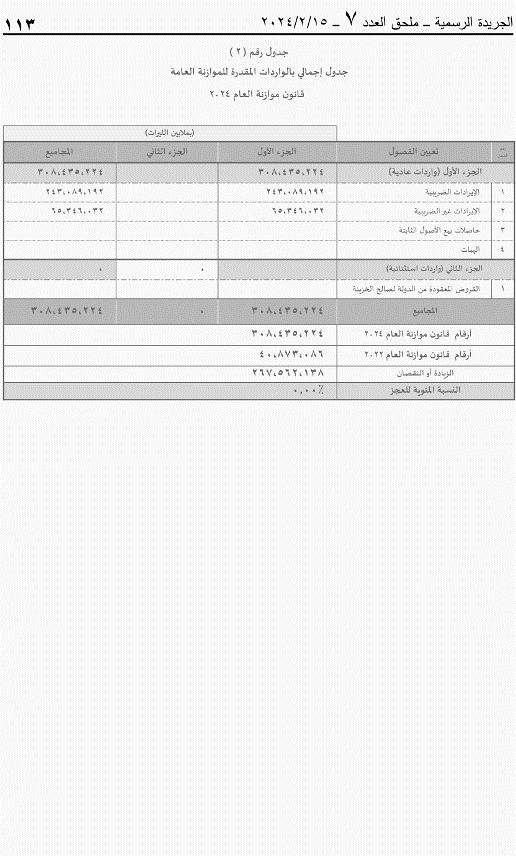 الجريدة الرسمية ــ ملحق العدد ٧ ــ ٢٠٢٤/٢/١٥ ١١٣
جدول رقم ( ٢ )
جدول إجمالي بالواردات المقدرة للموازنة العامة
قانون موازنة العام ٢٠٢٤
(بملايين الليرات)
تعيين الفصول الجزء الأول الجزء الثاني المجاميع
الجزء الأول (واردات عادية) ٣٠٨،٤٣٥،٢٢٤ ٣٠٨،٤٣٥،٢٢٤
١ الإيرادات الضريبية ٢٤٣،٠٨٩،١٩٢ ٢٤٣،٠٨٩،١٩٢
٢ الإيرادات غير الضريبية ٦٥،٣٤٦،٠٣٢ ٦٥،٣٤٦،٠٣٢
٣ حاصلات بيع الأصول الثابتة
٤ الهبات
الجزء الثاني (واردات استثنائية) ٠ ٠
١ القروض المعقودة من الدولة لصالح الخزينة
المجاميع ٣٠٨،٤٣٥،٢٢٤ ٠ ٣٠٨،٤٣٥،٢٢٤
أرقام قانون موازنة العام ٢٠٢٤ ٣٠٨،٤٣٥،٢٢٤
أرقام قانون موازنة العام ٢٠٢٢ ٤٠،٨٧٣،٠٨٦
الزيادة أو النقصان ٢٦٧،٥٦٢،١٣٨
النسبة المئوية للعجز ٠,٠٠٪